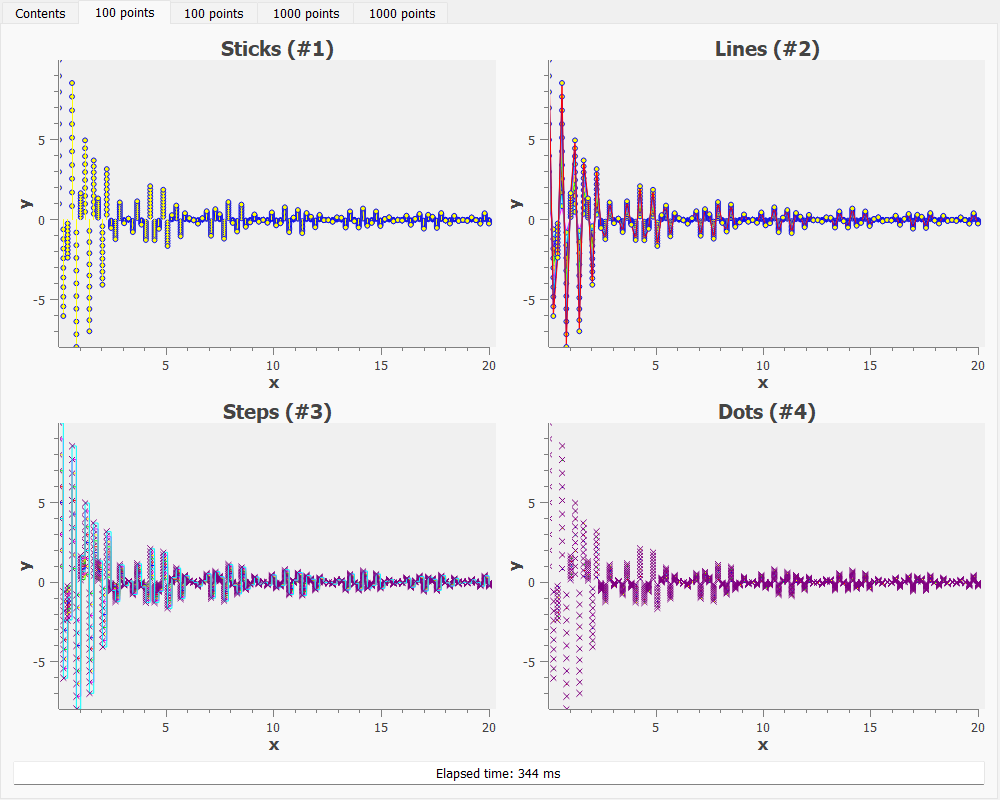 Contents 100 points 100 points 1000 points 1000 points
Sticks (#1)
5
0
-5
y
5 10 15 20
x
Lines (#2)
5
0
-5
y
5 10 15 20
x
Steps (#3)
5
0
-5
y
5 10 15 20
x
Dots (#4)
5
0
-5
y
5 10 15 20
x
Elapsed time: 344 ms